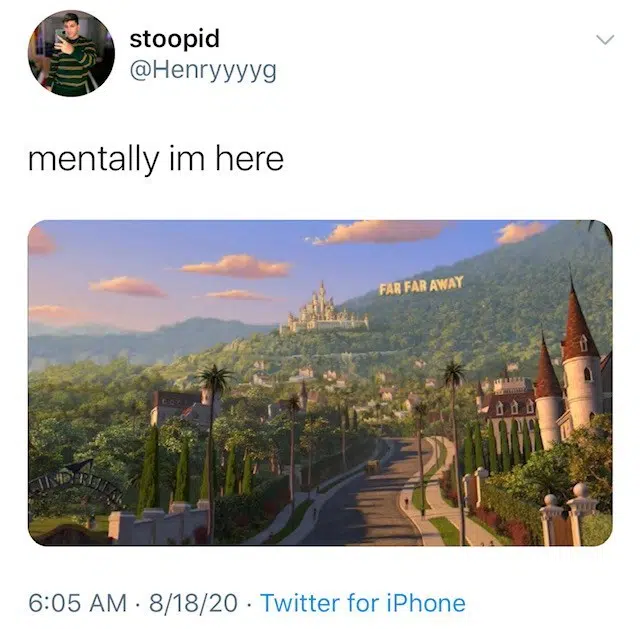 stoopid
@Henryyyyg
mentally im here
FAR FAR AWAY
6:05 AM · 8/18/20 · Twitter for iPhone